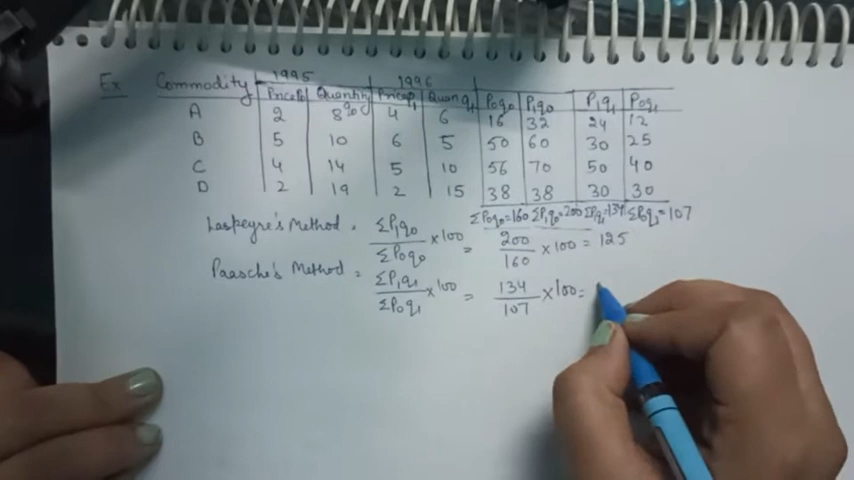 Ex Commodity 1995 1996
Price P₀ Quantity q₀ Price P₁ Quan q₁ P₀q₀ P₁q₀ P₁q₁ P₀q₁
A 2 8 4 6 16 32 24 12
B 5 10 6 5 50 60 30 25
C 4 14 5 10 56 70 50 40
D 2 19 2 15 38 38 30 30
ΣP₀q₀=160 ΣP₁q₀=200 ΣP₁q₁=134 ΣP₀q₁=107
Laspeyre's Method = ΣP₁q₀/ΣP₀q₀ × 100 = 200/160 × 100 = 125
Paasche's Method = ΣP₁q₁/ΣP₀q₁ × 100 = 134/107 × 100 =